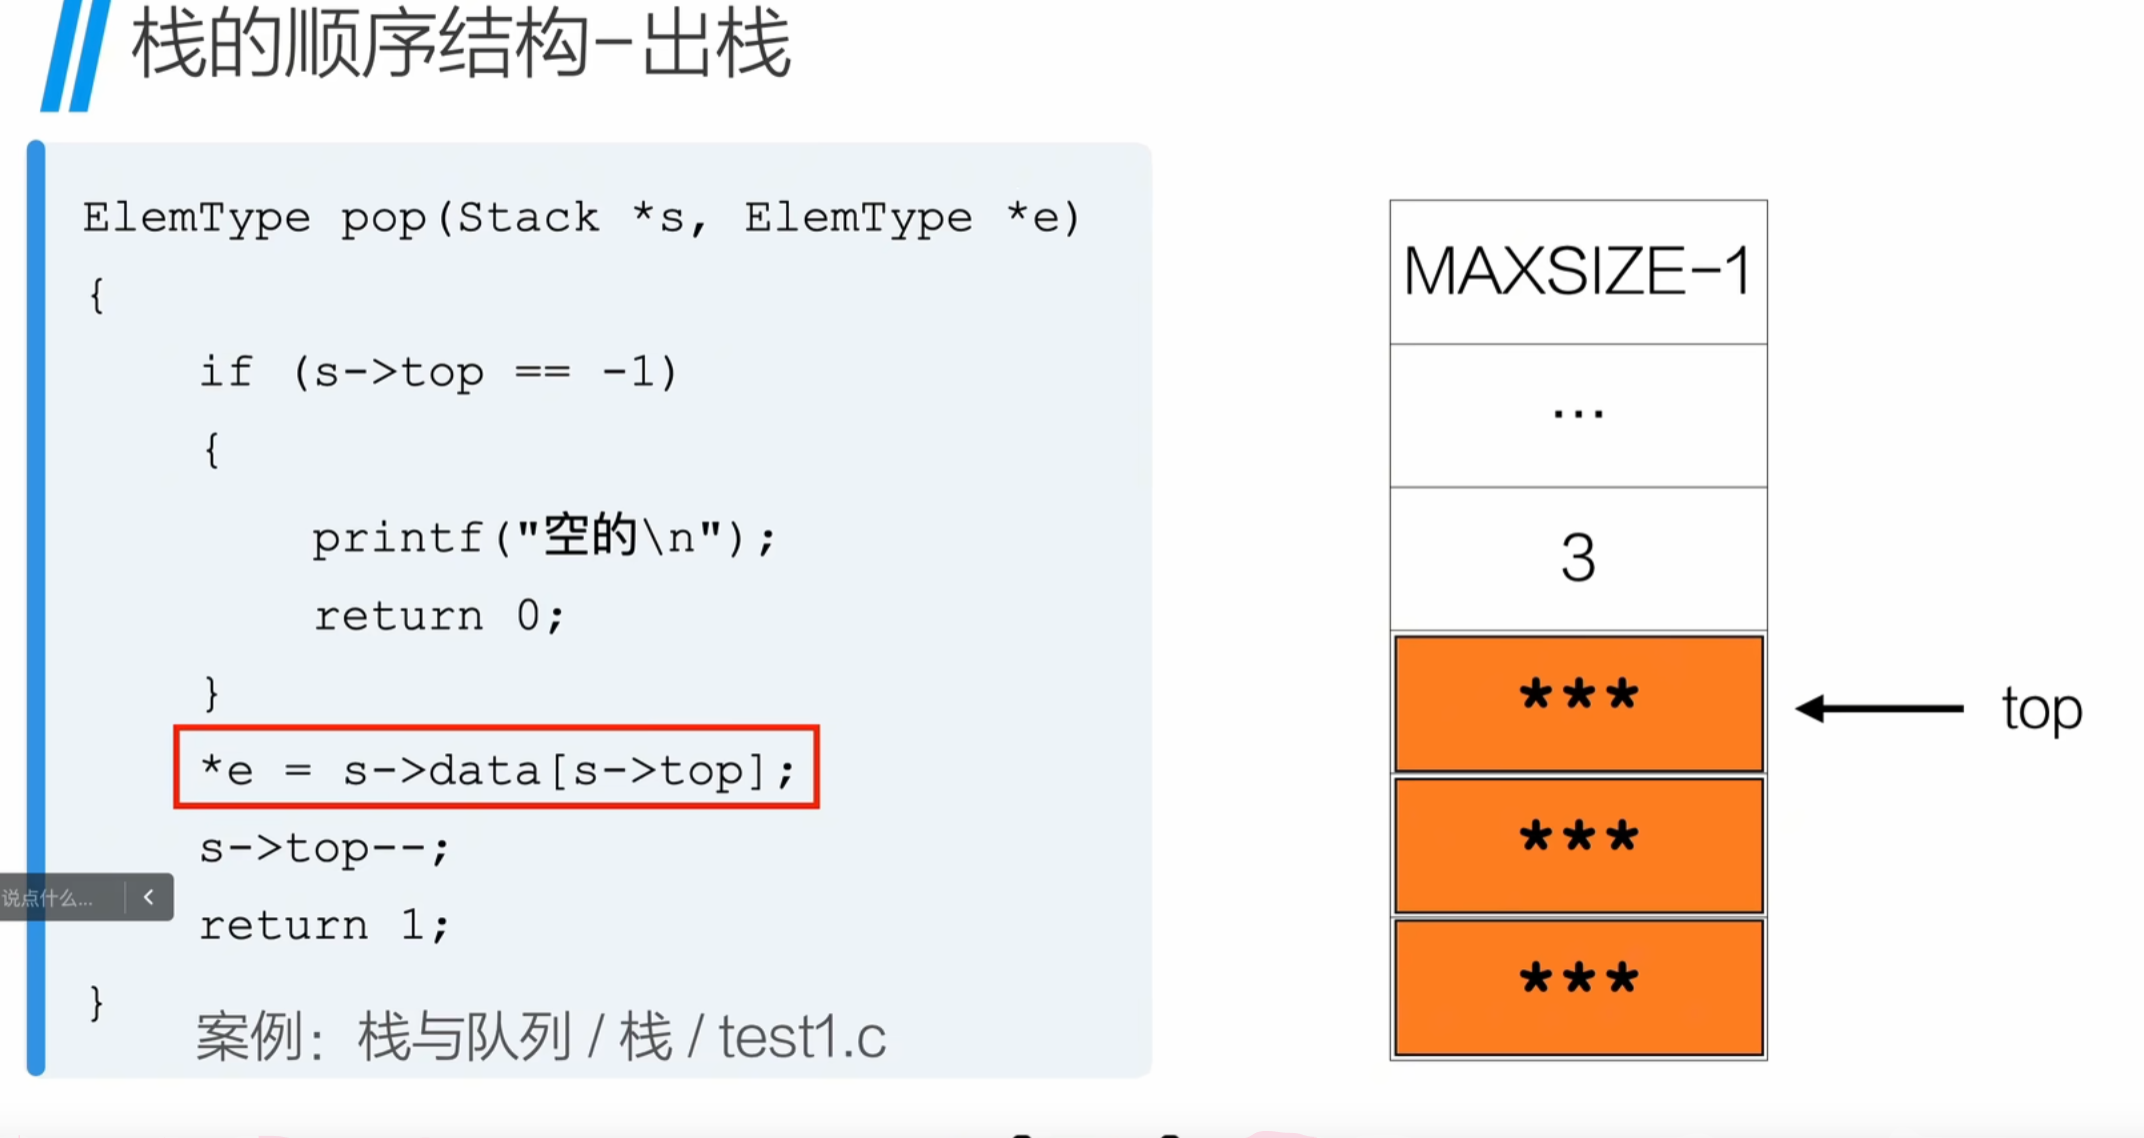 栈的顺序结构-出栈
ElemType pop(Stack *s, ElemType *e)
{
if (s->top == -1)
{
printf("空的\n");
return 0;
}
*e = s->data[s->top];
s->top--;
return 1;
}
案例：栈与队列 / 栈 / test1.c
说点什么...
MAXSIZE-1
...
3
***
***
***
top